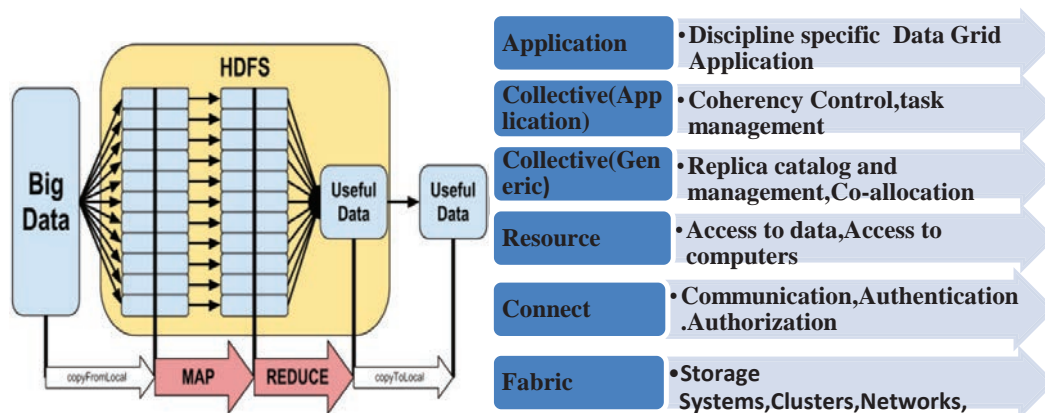 HDFS
Big
Data
Useful
Data
Useful
Data
copyFromLocal
MAP
REDUCE
copyToLocal
Application
•Discipline specific Data Grid
Application
Collective(App
lication)
•Coherency Control,task
management
Collective(Gen
eric)
•Replica catalog and
management,Co-allocation
Resource
•Access to data,Access to
computers
Connect
•Communication,Authentication
.Authorization
Fabric
•Storage
Systems,Clusters,Networks,